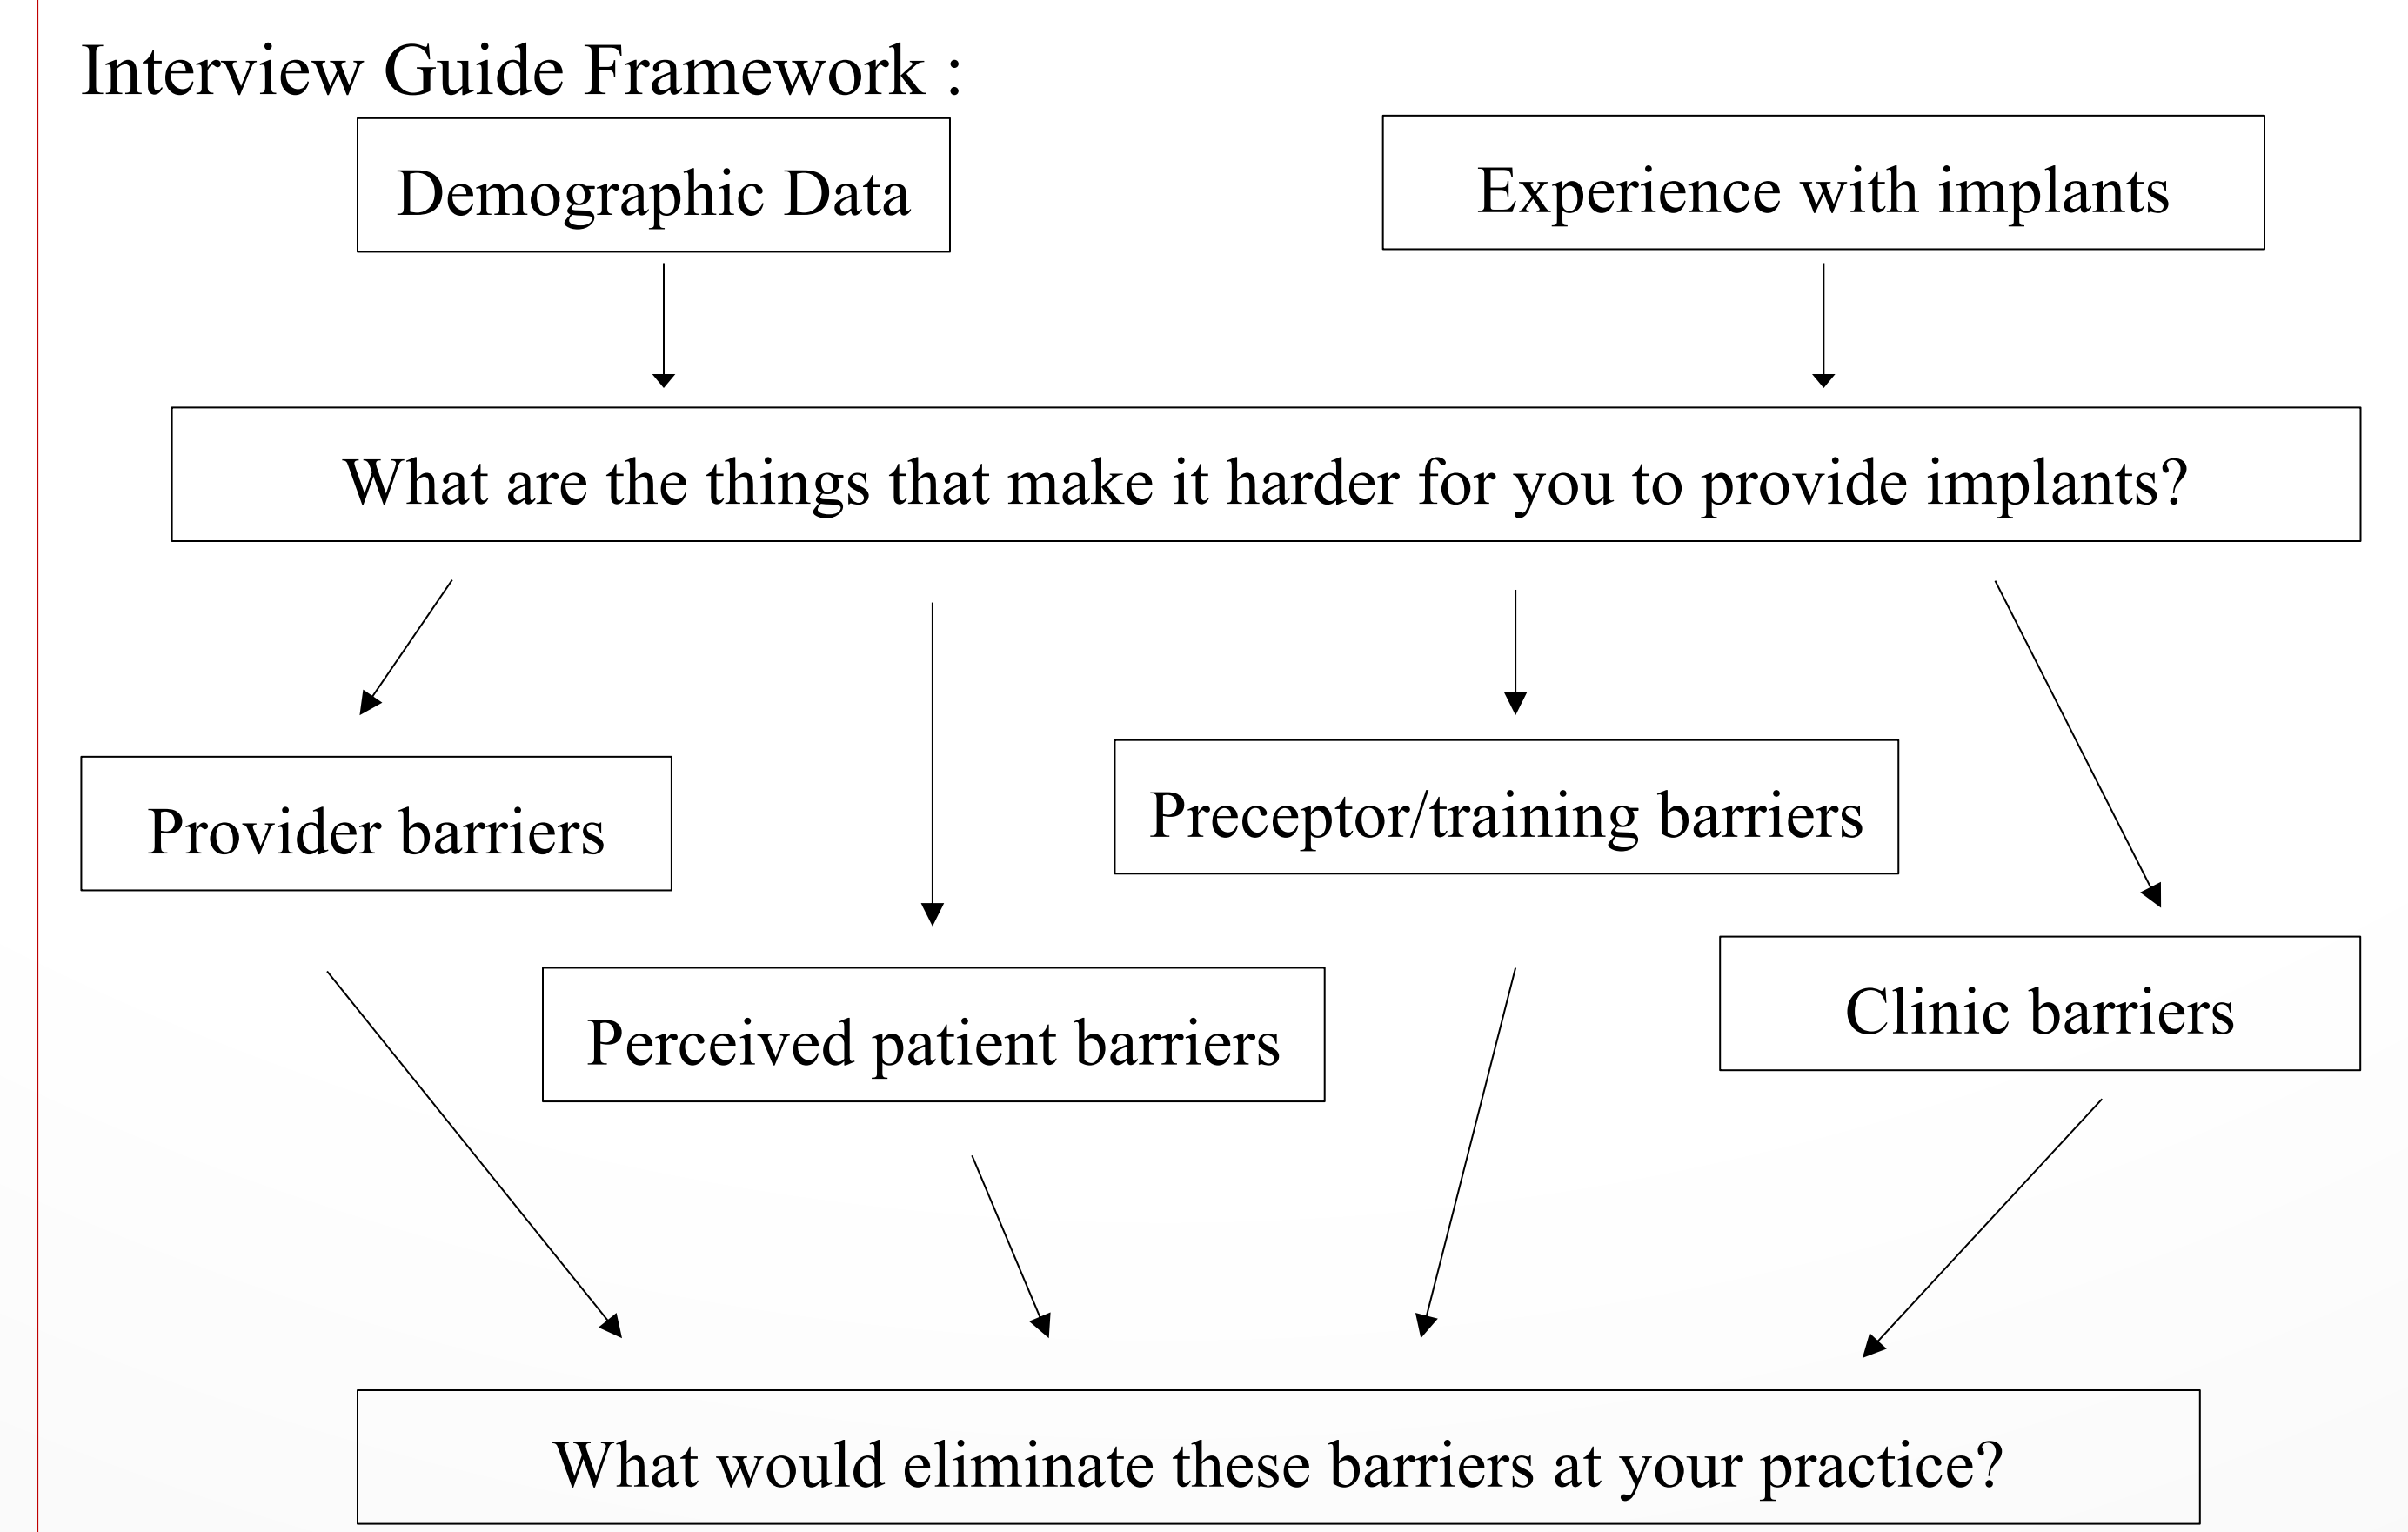 Interview Guide Framework :
Demographic Data
Experience with implants
What are the things that make it harder for you to provide implants?
Provider barriers
Preceptor/training barriers
Perceived patient barriers
Clinic barriers
What would eliminate these barriers at your practice?